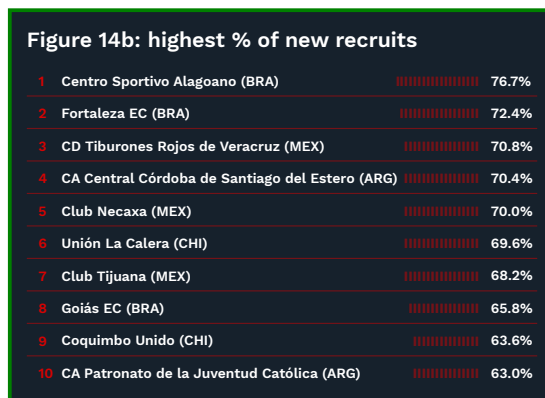 Figure 14b: highest % of new recruits
1 Centro Sportivo Alagoano (BRA) 76.7%
2 Fortaleza EC (BRA) 72.4%
3 CD Tiburones Rojos de Veracruz (MEX) 70.8%
4 CA Central Córdoba de Santiago del Estero (ARG) 70.4%
5 Club Necaxa (MEX) 70.0%
6 Unión La Calera (CHI) 69.6%
7 Club Tijuana (MEX) 68.2%
8 Goiás EC (BRA) 65.8%
9 Coquimbo Unido (CHI) 63.6%
10 CA Patronato de la Juventud Católica (ARG) 63.0%